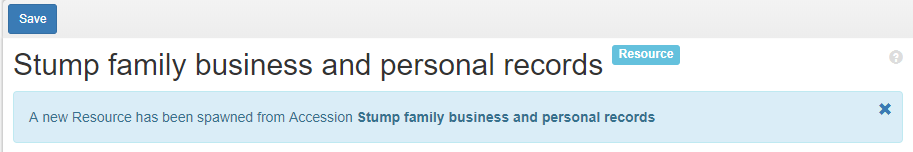 Save
Stump family business and personal records Resource
?
A new Resource has been spawned from Accession Stump family business and personal records